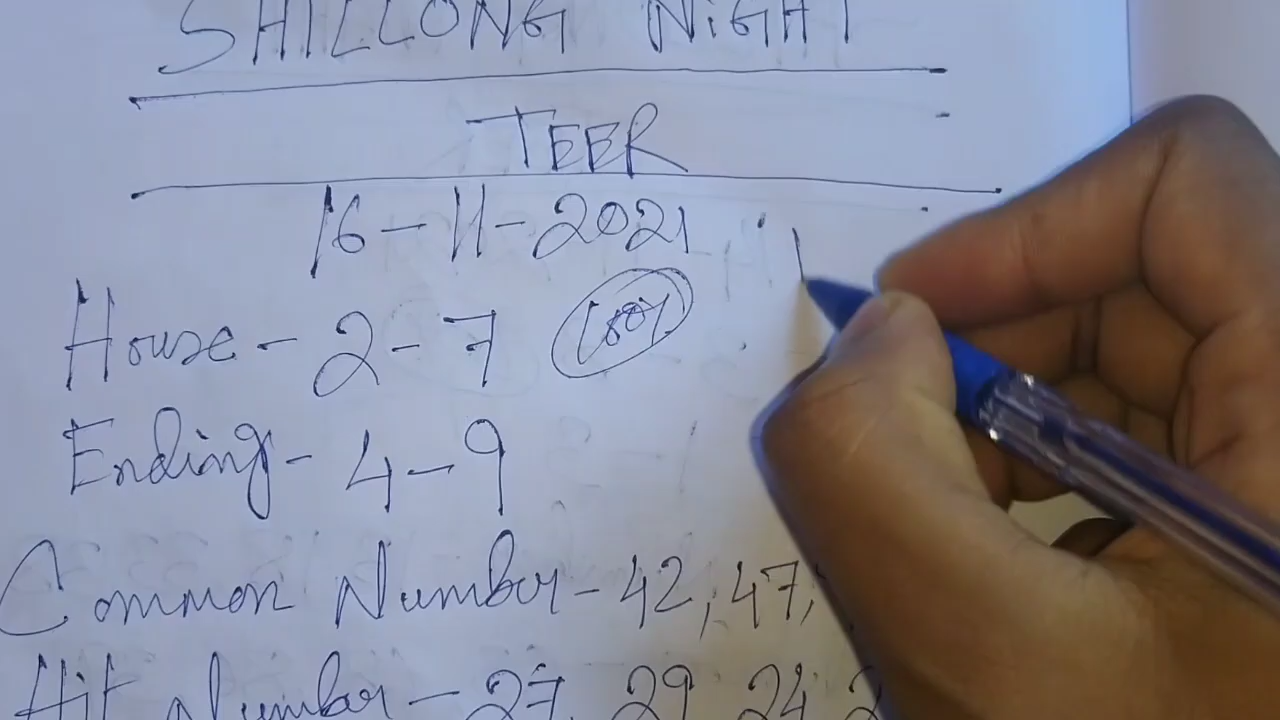 SHILLONG NIGHT
TEER
16-11-2021
House - 2 - 7 (80%)
Ending - 4 - 9
Common Number - 42, 47,
Hit Number - 27, 29, 24,